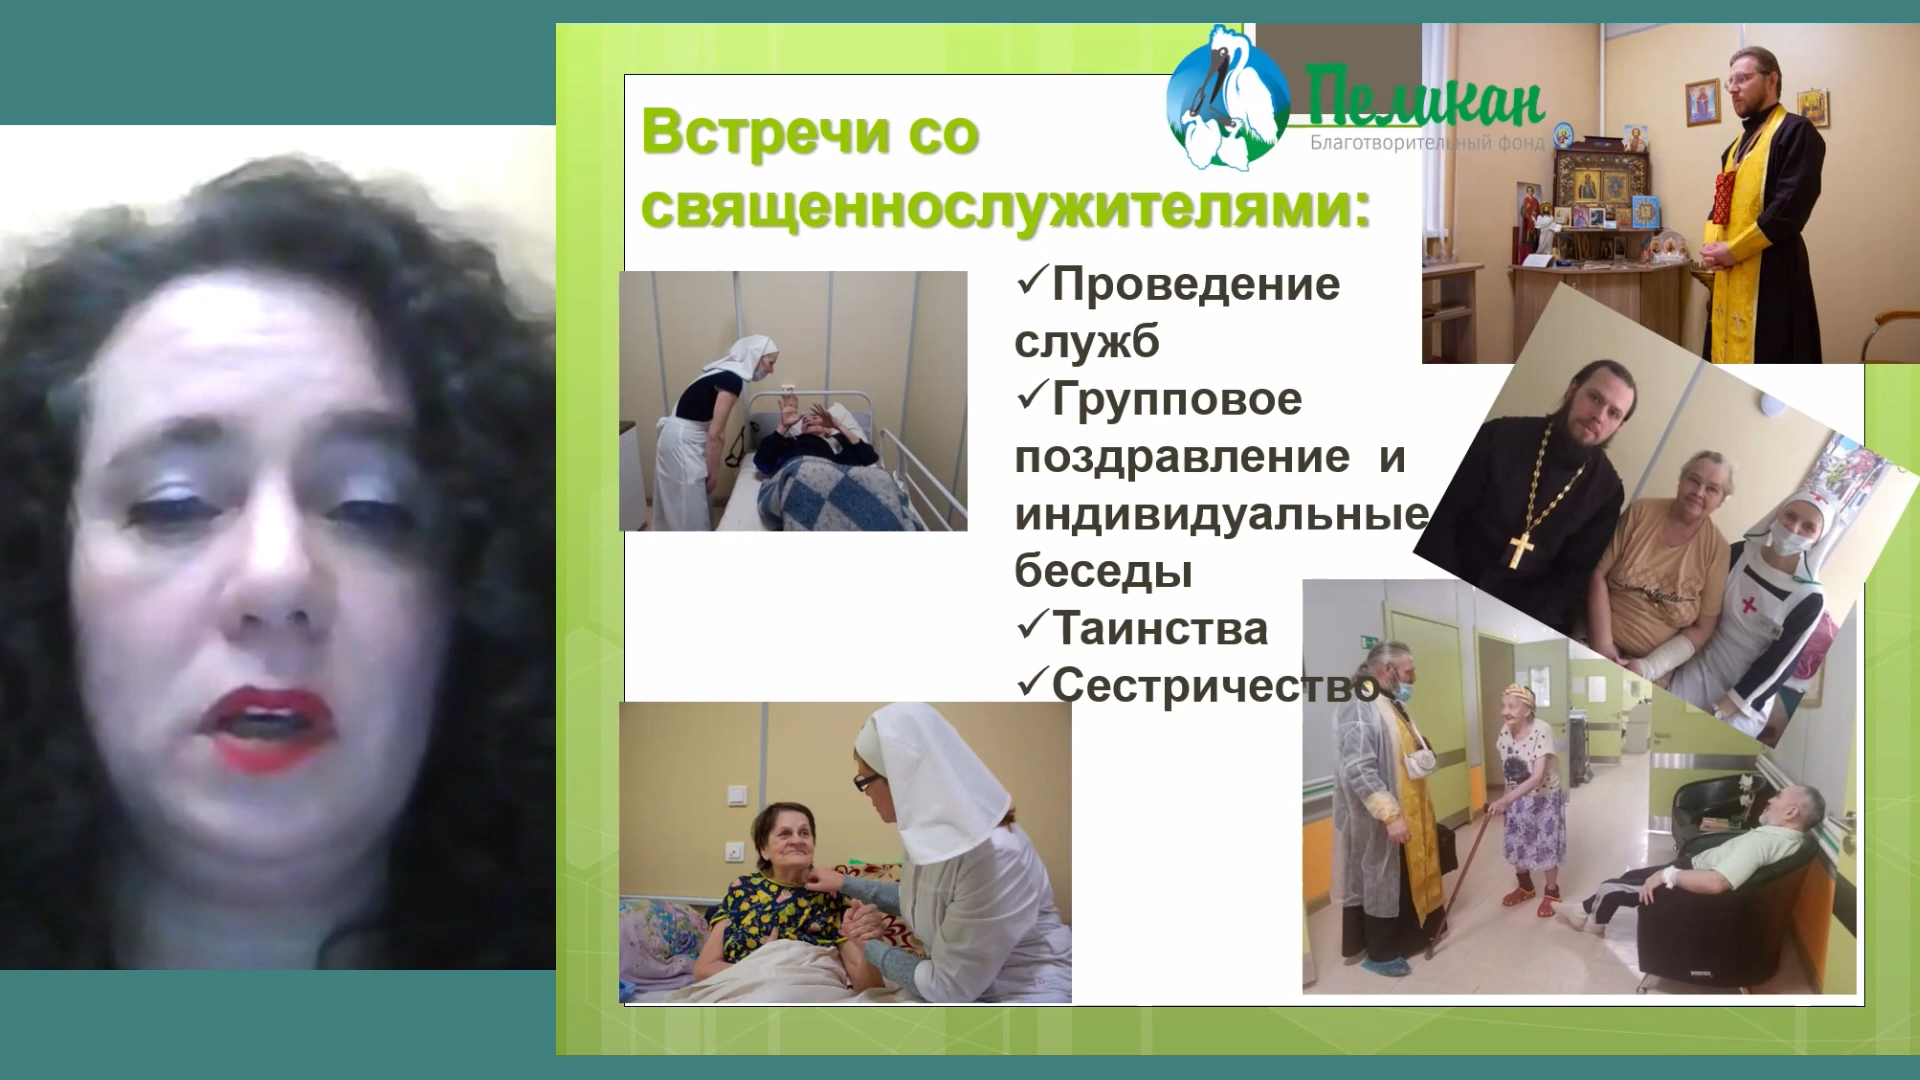 Пеликан
Благотворительный фонд
Встречи со
священнослужителями:
✓Проведение
служб
✓Групповое
поздравление и
индивидуальные
беседы
✓Таинства
✓Сестричество